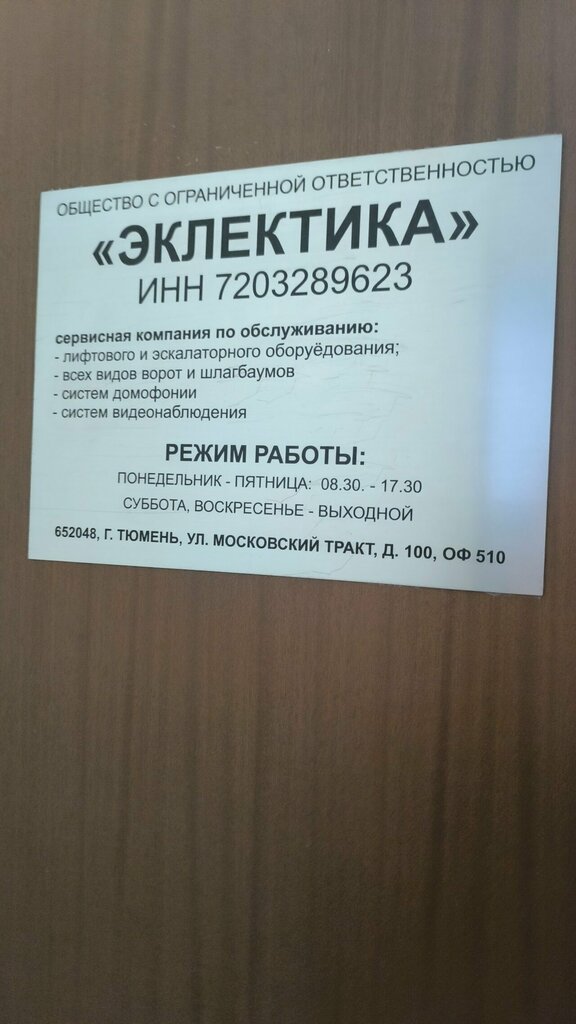 ОБЩЕСТВО С ОГРАНИЧЕННОЙ ОТВЕТСТВЕННОСТЬЮ
«ЭКЛЕКТИКА»
ИНН 7203289623
сервисная компания по обслуживанию:
- лифтового и эскалаторного оборуёдования;
- всех видов ворот и шлагбаумов
- систем домофонии
- систем видеонаблюдения
РЕЖИМ РАБОТЫ:
ПОНЕДЕЛЬНИК - ПЯТНИЦА: 08.30. - 17.30
СУББОТА, ВОСКРЕСЕНЬЕ - ВЫХОДНОЙ
652048, Г. ТЮМЕНЬ, УЛ. МОСКОВСКИЙ ТРАКТ, Д. 100, ОФ 510